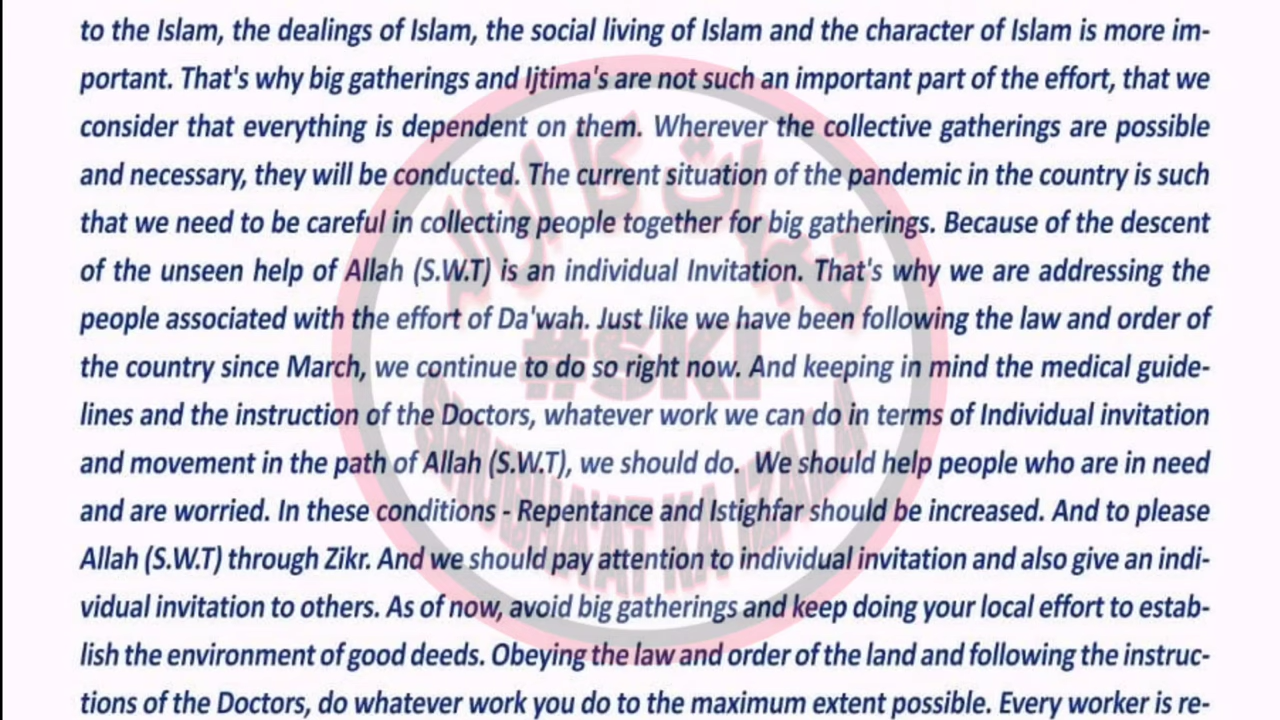 to the Islam, the dealings of Islam, the social living of Islam and the character of Islam is more im-
portant. That's why big gatherings and Ijtima's are not such an important part of the effort, that we
consider that everything is dependent on them. Wherever the collective gatherings are possible
and necessary, they will be conducted. The current situation of the pandemic in the country is such
that we need to be careful in collecting people together for big gatherings. Because of the descent
of the unseen help of Allah (S.W.T) is an individual Invitation. That's why we are addressing the
people associated with the effort of Da'wah. Just like we have been following the law and order of
the country since March, we continue to do so right now. And keeping in mind the medical guide-
lines and the instruction of the Doctors, whatever work we can do in terms of Individual invitation
and movement in the path of Allah (S.W.T), we should do.  We should help people who are in need
and are worried. In these conditions - Repentance and Istighfar should be increased. And to please
Allah (S.W.T) through Zikr. And we should pay attention to individual invitation and also give an indi-
vidual invitation to others. As of now, avoid big gatherings and keep doing your local effort to estab-
lish the environment of good deeds. Obeying the law and order of the land and following the instruc-
tions of the Doctors, do whatever work you do to the maximum extent possible. Every worker is re-
شبہات کا ازالہ
#SKI
SHUBHAAT KA IZALA